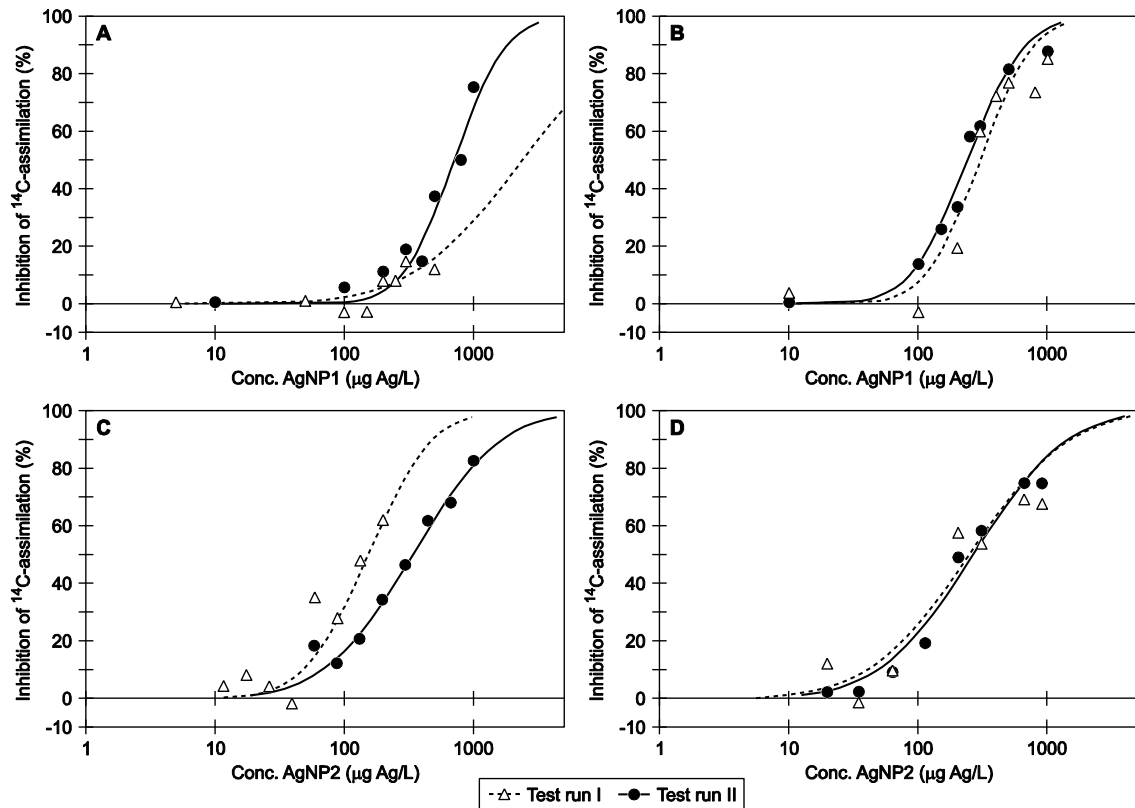 A
Inhibition of ¹⁴C-assimilation (%)
100
80
60
40
20
0
-10
1 10 100 1000
Conc. AgNP1 (µg Ag/L)
B
Inhibition of ¹⁴C-assimilation (%)
100
80
60
40
20
0
-10
1 10 100 1000
Conc. AgNP1 (µg Ag/L)
C
Inhibition of ¹⁴C-assimilation (%)
100
80
60
40
20
0
-10
1 10 100 1000
Conc. AgNP2 (µg Ag/L)
D
Inhibition of ¹⁴C-assimilation (%)
100
80
60
40
20
0
-10
1 10 100 1000
Conc. AgNP2 (µg Ag/L)
Test run I Test run II